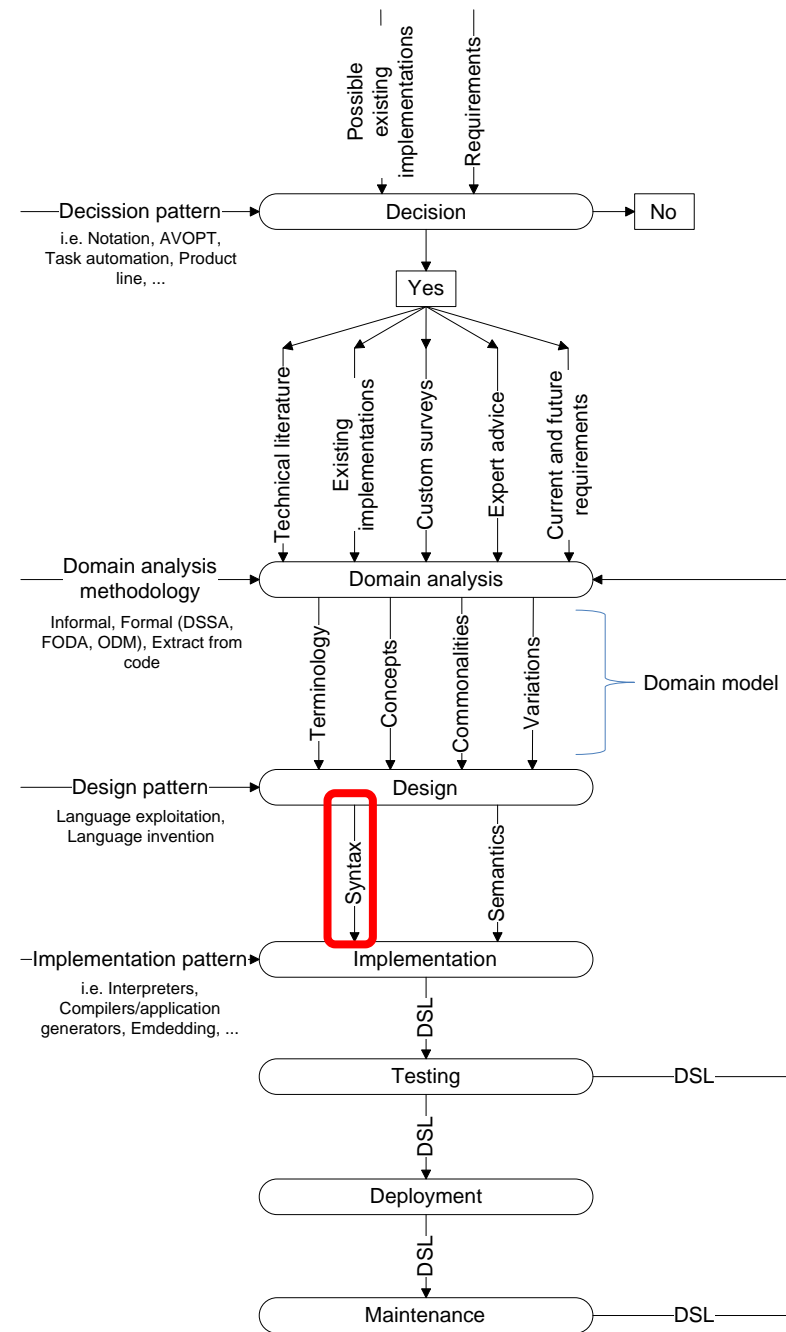 Possible
existing
implementations
Requirements
Decission pattern
i.e. Notation, AVOPT,
Task automation, Product
line, ...
Decision
No
Yes
Technical literature
Existing
implementations
Custom surveys
Expert advice
Current and future
requirements
Domain analysis
methodology
Informal, Formal (DSSA,
FODA, ODM), Extract from
code
Domain analysis
Terminology
Concepts
Commonalities
Variations
Domain model
Design pattern
Language exploitation,
Language invention
Design
Syntax
Semantics
Implementation pattern
i.e. Interpreters,
Compilers/application
generators, Emdedding, ...
Implementation
DSL
Testing
DSL
DSL
Deployment
DSL
Maintenance
DSL